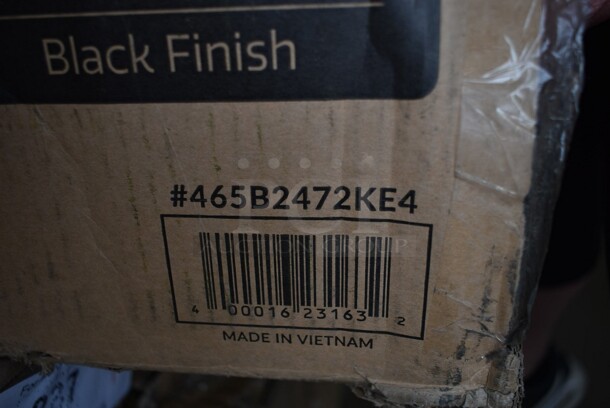 Black Finish
#465B2472KE4
4 00016 23163 2
MADE IN VIETNAM